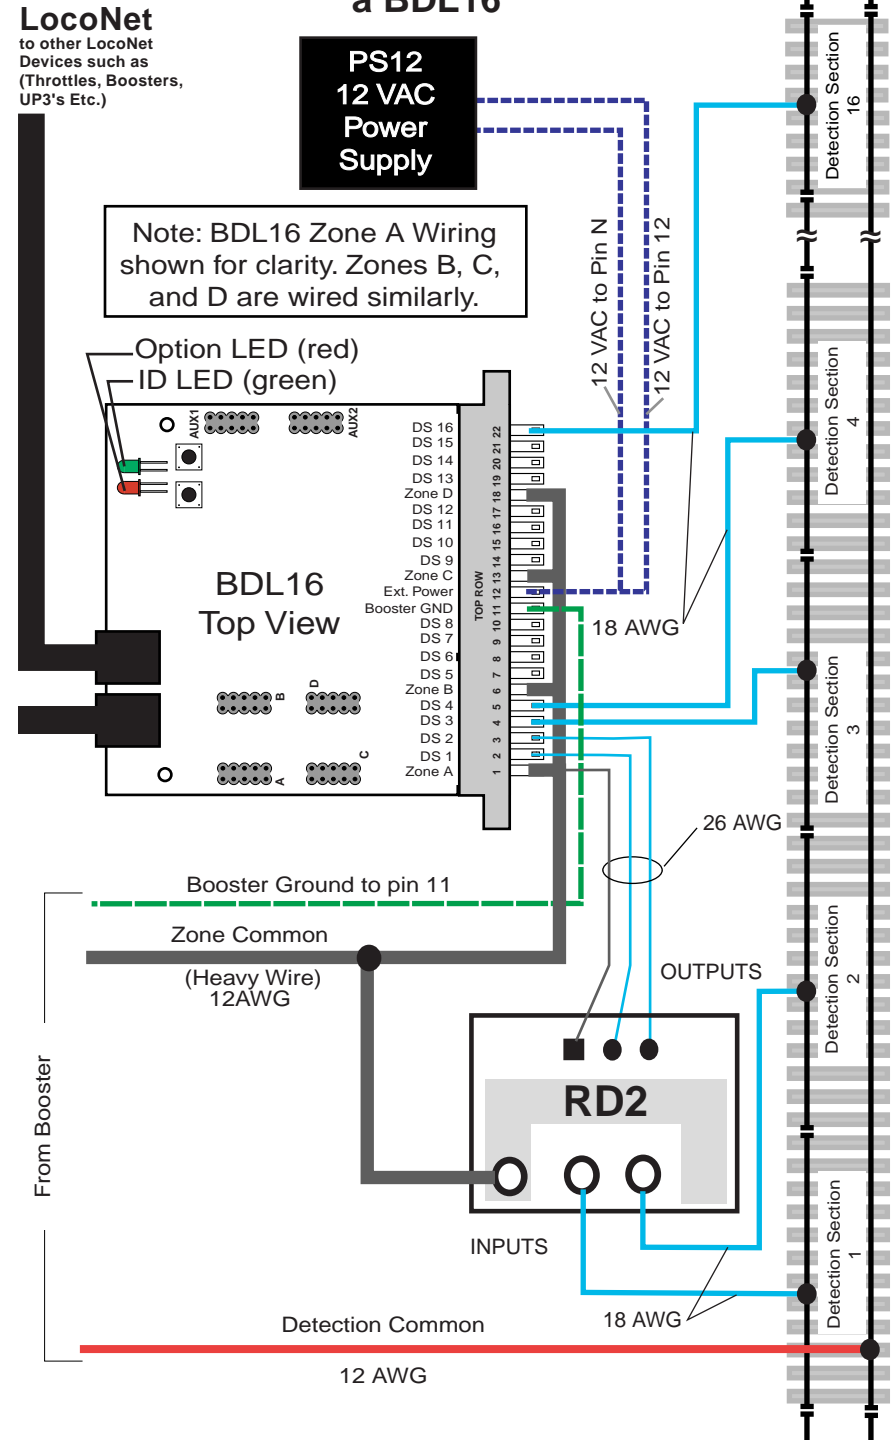 a BDL16
LocoNet
to other LocoNet
Devices such as
(Throttles, Boosters,
UP3's Etc.)
PS12
12 VAC
Power
Supply
Note: BDL16 Zone A Wiring
shown for clarity. Zones B, C,
and D are wired similarly.
12 VAC to Pin N
12 VAC to Pin 12
Detection Section
16
Option LED (red)
ID LED (green)
AUX1
AUX2
BDL16
Top View
DS 16
DS 15
DS 14
DS 13
Zone D
DS 12
DS 11
DS 10
DS 9
Zone C
Ext. Power
Booster GND
DS 8
DS 7
DS 6
DS 5
Zone B
DS 4
DS 3
DS 2
DS 1
Zone A
TOP ROW
22
21
20
19
18
17
16
15
14
13
12
11
10
9
8
7
6
5
4
3
2
1
B
D
A
C
Detection Section
4
18 AWG
Detection Section
3
26 AWG
Booster Ground to pin 11
Zone Common
(Heavy Wire)
12AWG
OUTPUTS
Detection Section
2
RD2
From Booster
INPUTS
Detection Section
1
18 AWG
Detection Common
12 AWG